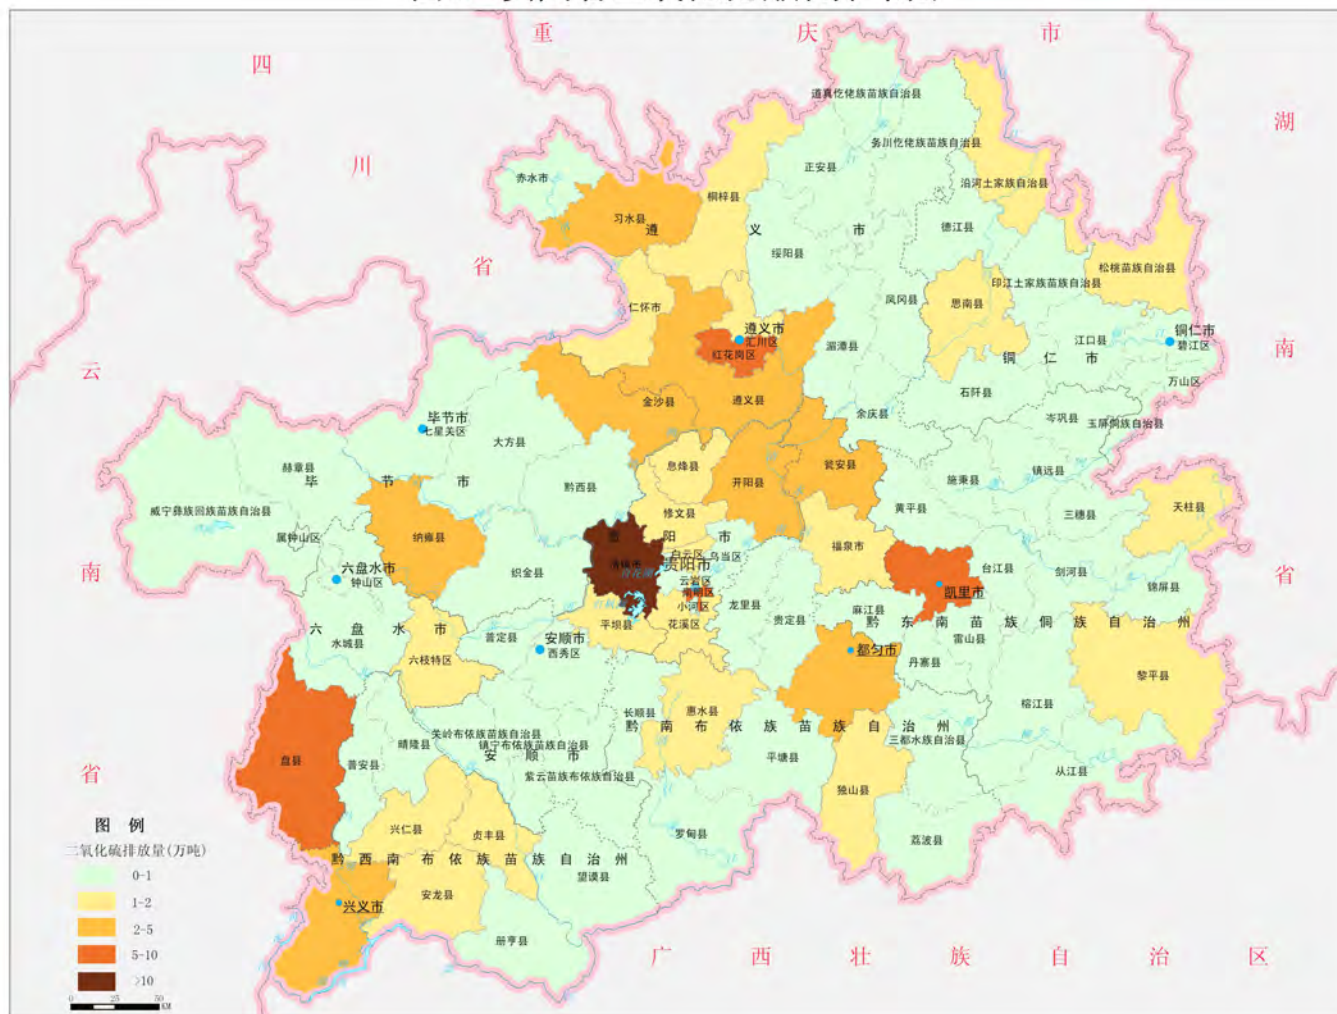 重 庆 市
四
川
省
湖
南
省
云
南
省
广 西 壮 族 自 治 区
道真仡佬族苗族自治县
务川仡佬族苗族自治县
正安县
沿河土家族自治县
赤水市
桐梓县
习水县
遵 义 市
德江县
绥阳县
松桃苗族自治县
印江土家族苗族自治县
仁怀市
凤冈县
思南县
遵义市
汇川区
红花岗区
湄潭县
江口县
铜仁市
碧江区
铜 仁 市
万山区
石阡县
金沙县
遵义县
余庆县
岑巩县
玉屏侗族自治县
毕节市
七星关区
大方县
赫章县
毕 节 市
黔西县
息烽县
开阳县
瓮安县
施秉县
镇远县
黄平县
三穗县
天柱县
威宁彝族回族苗族自治县
属钟山区
纳雍县
修文县
阳 市
福泉市
白云区
乌当区
贵阳市
云岩区
南明区
小河区
花溪区
六盘水市
钟山区
织金县
台江县
剑河县
锦屏县
凯里市
龙里县
贵定县
麻江县
黔 东 南 苗 族 侗 族 自 治 州
雷山县
平坝县
六 盘 水 市
水城县
普定县
安顺市
西秀区
六枝特区
都匀市
丹寨县
黎平县
榕江县
长顺县
惠水县
黔 南 布 依 族 苗 族 自 治 州
三都水族自治县
关岭布依族苗族自治县
镇宁布依族苗族自治县
安 顺 市
紫云苗族布依族自治县
晴隆县
普安县
盘县
平塘县
从江县
独山县
罗甸县
荔波县
兴仁县
贞丰县
黔 西 南 布 依 族 苗 族 自 治 州
望谟县
安龙县
兴义市
册亨县
图 例
二氧化硫排放量(万吨)
0-1
1-2
2-5
5-10
>10
0 25 50
KM